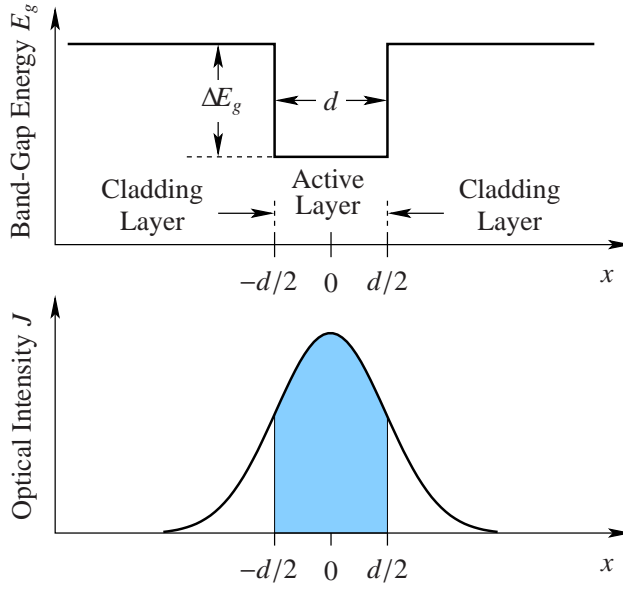 Band-Gap Energy E_g
ΔE_g
d
Cladding
Layer
Active
Layer
Cladding
Layer
−d/2
0
d/2
x
Optical Intensity J
−d/2
0
d/2
x